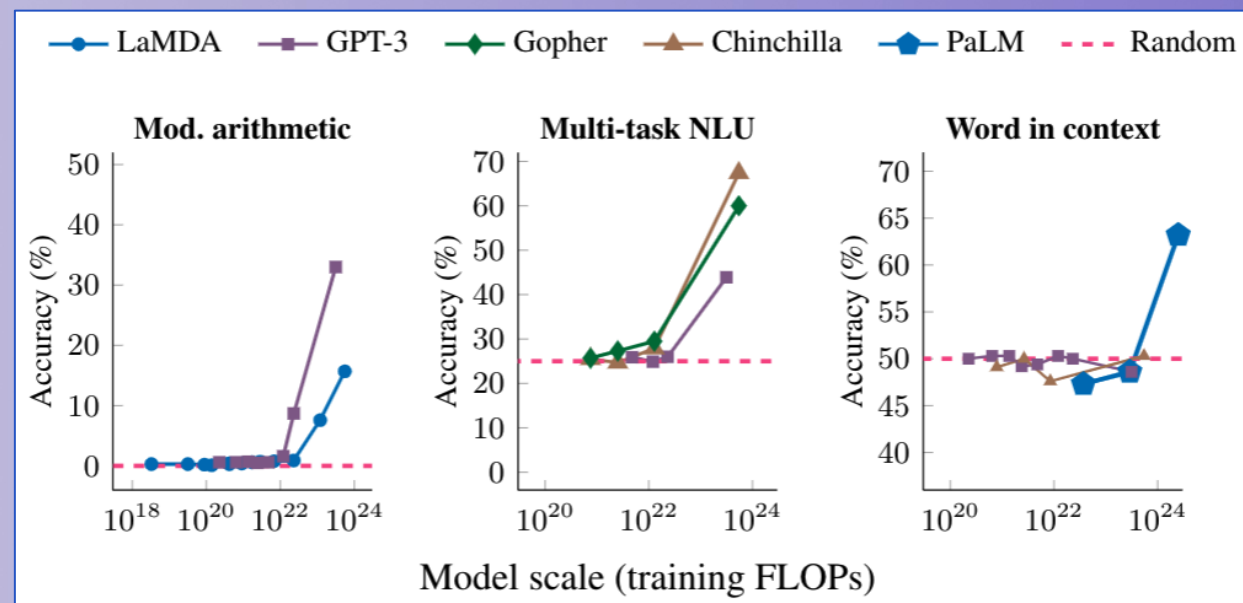 LaMDA GPT-3 Gopher Chinchilla PaLM Random
Mod. arithmetic
Accuracy (%)
50
40
30
20
10
0
10^18 10^20 10^22 10^24
Multi-task NLU
Accuracy (%)
70
60
50
40
30
20
10
0
10^20 10^22 10^24
Word in context
Accuracy (%)
70
65
60
55
50
45
40
10^20 10^22 10^24
Model scale (training FLOPs)